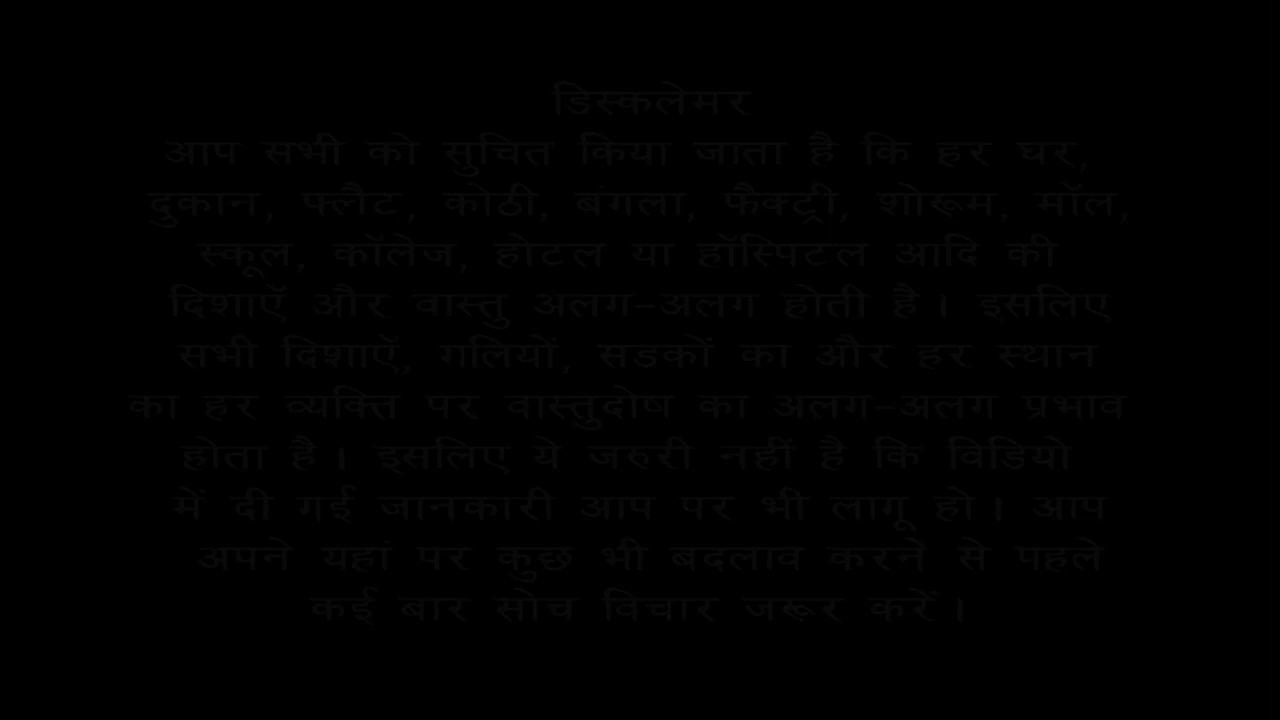 डिस्कलेमर
आप सभी को सुचित किया जाता है कि हर घर,
दुकान, फ्लैट, कोठी, बंगला, फैक्ट्री, शोरूम, मॉल,
स्कूल, कॉलेज, होटल या हॉस्पिटल आदि की
दिशाएँ और वास्तु अलग-अलग होती है। इसलिए
सभी दिशाएँ, गलियों, सडकों का और हर स्थान
का हर व्यक्ति पर वास्तुदोष का अलग-अलग प्रभाव
होता है। इसलिए ये जरुरी नहीं है कि विडियो
में दी गई जानकारी आप पर भी लागू हो। आप
अपने यहां पर कुछ भी बदलाव करने से पहले
कई बार सोच विचार जरूर करें।